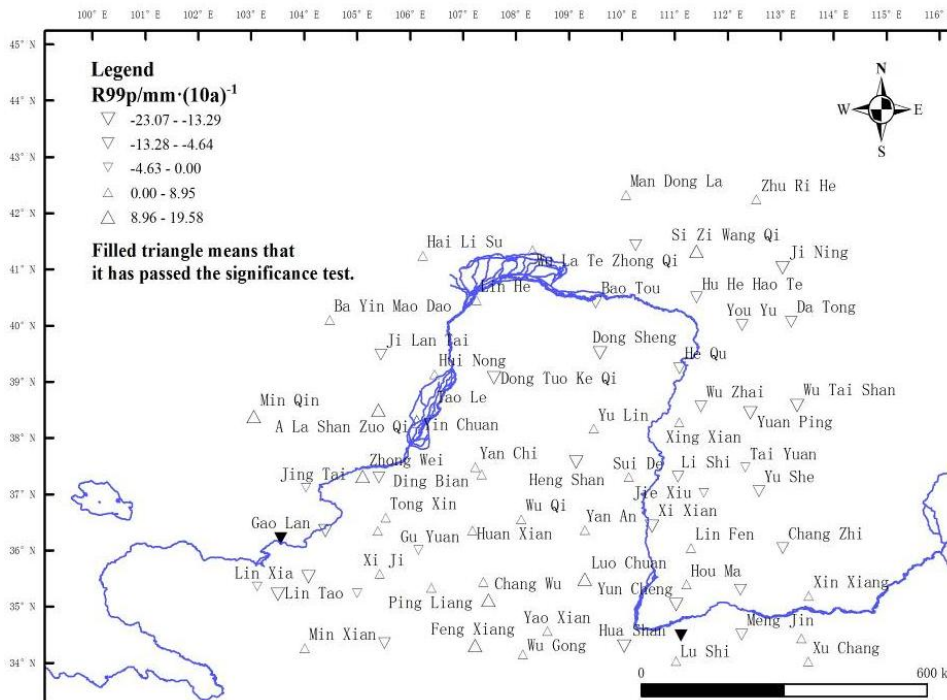 100° 101° 102° 103° 104° 105° 106° 107° 108° 109° 110° 111° 112° 113° 114° 115° 116°
45° N
44° N
43° N
42° N
41° N
40° N
39° N
38° N
37° N
36° N
35° N
34° N
Legend
R99p/mm·(10a)-1
-23.07 - -13.29
-13.28 - -4.64
-4.63 - 0.00
0.00 - 8.95
8.96 - 19.58
Filled triangle means that
it has passed the significance test.
N
W E
S
Man Dong La
Zhu Ri He
Hai Li Su
Wu La Te Zhong Qi
Si Zi Wang Qi
Ji Ning
Lin He
Bao Tou
Hu He Hao Te
Ba Yin Mao Dao
You Yu
Da Tong
Ji Lan Tai
Dong Sheng
Hui Nong
He Qu
Dong Tuo Ke Qi
Min Qin
Tao Le
Wu Zhai
Wu Tai Shan
A La Shan Zuo Qi
Yin Chuan
Yu Lin
Yuan Ping
Xing Xian
Zhong Wei
Yan Chi
Tai Yuan
Jing Tai
Ding Bian
Heng Shan
Sui De
Li Shi
Yu She
Jie Xiu
Tong Xin
Wu Qi
Xi Xian
Gao Lan
Gu Yuan
Huan Xian
Yan An
Lin Fen
Chang Zhi
Xi Ji
Lin Xia
Luo Chuan
Hou Ma
Lin Tao
Ping Liang
Chang Wu
Yun Cheng
Xin Xiang
Min Xian
Feng Xiang
Yao Xian
Hua Shan
Meng Jin
Wu Gong
Lu Shi
Xu Chang
0 600 k